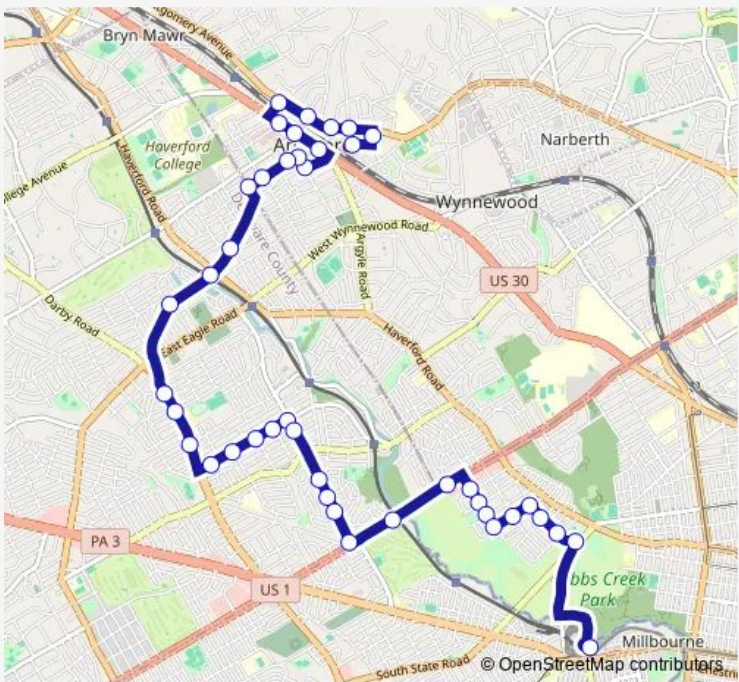 Montgomery Avenue
Bryn Mawr
Haverford
College
Haverford Road
College Avenue
Narberth
Wynnewood
West Wynnewood Road
Delaware County
Argyle Road
US 30
Darby Road
East Eagle Road
Haverford Road
PA 3
US 1
bbs Creek
Park
Millbourne
South State Road
© OpenStreetMap contributors